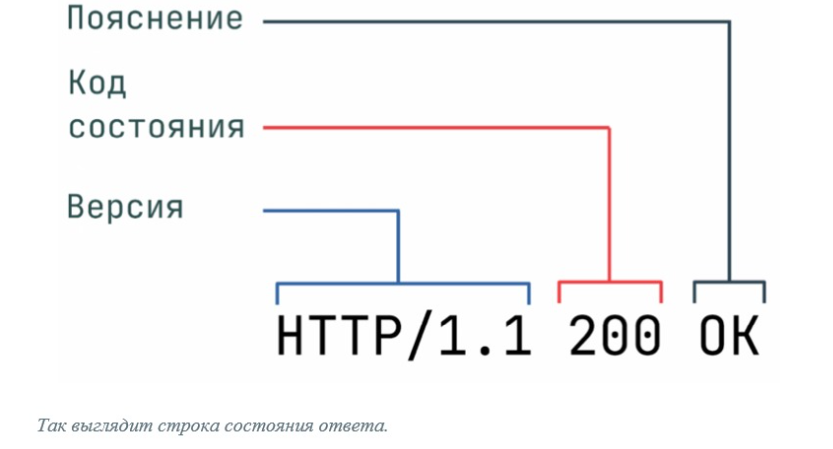 Пояснение
Код
состояния
Версия
HTTP/1.1 200 OK
Так выглядит строка состояния ответа.